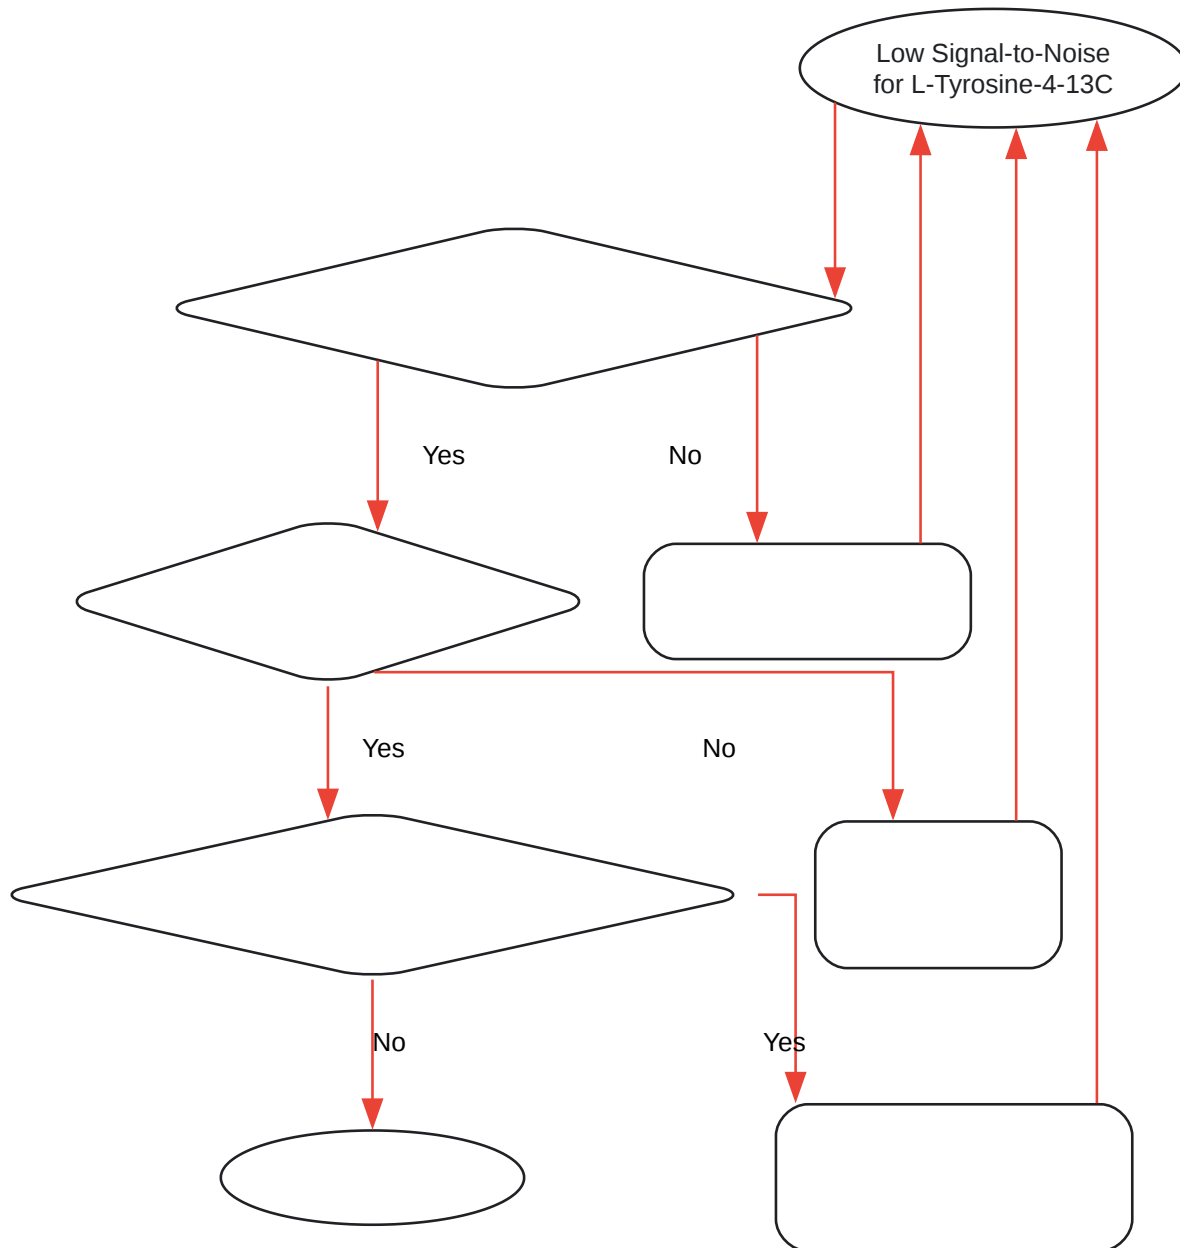 Low Signal-to-Noise
for L-Tyrosine-4-13C
Yes
No
Yes
No
No
Yes